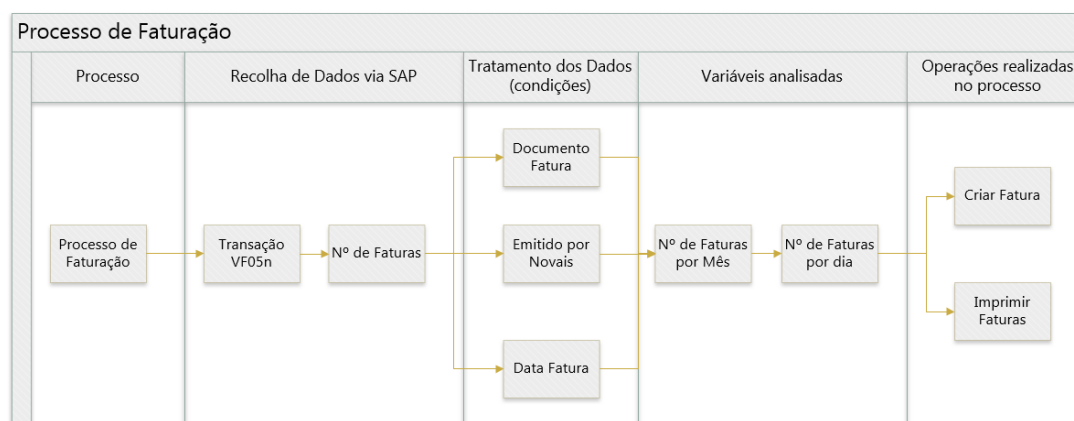 Processo de Faturação
Processo
Recolha de Dados via SAP
Tratamento dos Dados
(condições)
Variáveis analisadas
Operações realizadas
no processo
Processo de
Faturação
Transação
VF05n
Nº de Faturas
Documento
Fatura
Emitido por
Novais
Data Fatura
Nº de Faturas
por Mês
Nº de Faturas
por dia
Criar Fatura
Imprimir
Faturas